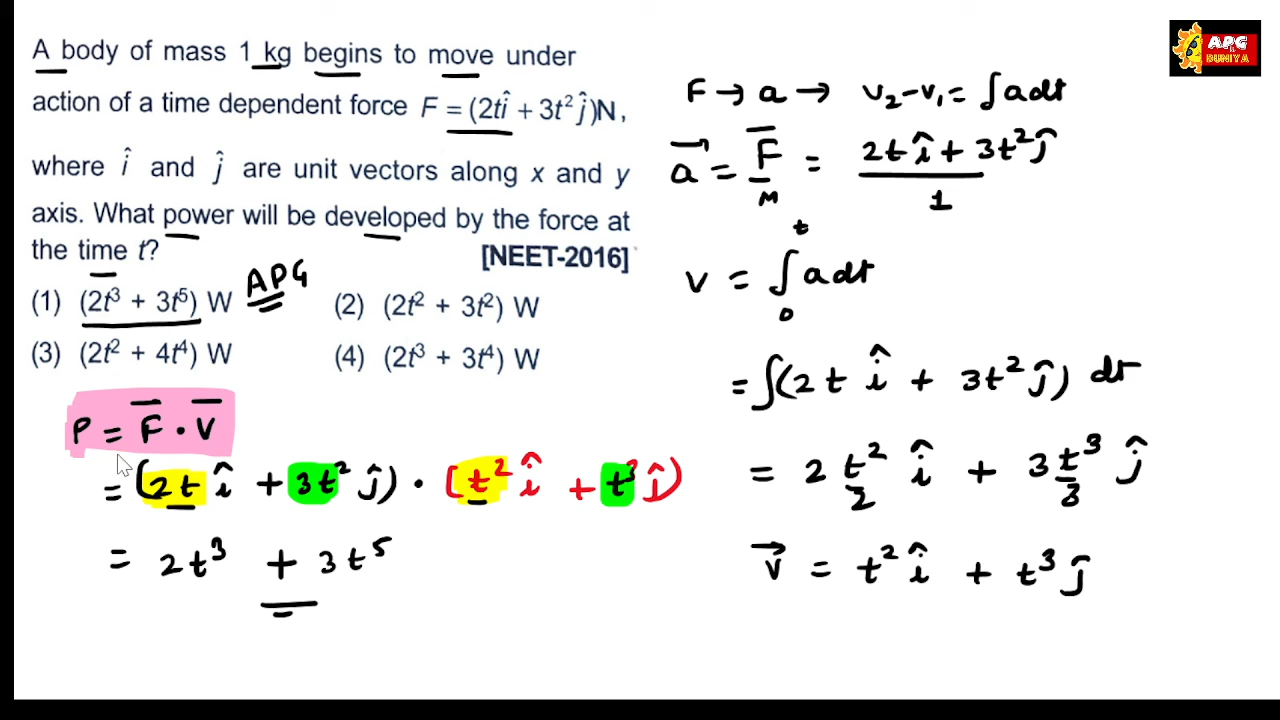 A body of mass 1 kg begins to move under
action of a time dependent force F = (2tî + 3t² ĵ)N,
where î and ĵ are unit vectors along x and y
axis. What power will be developed by the force at
the time t?
[NEET-2016]
(1) (2t³ + 3t⁵) W
APG
(2) (2t² + 3t²) W
(3) (2t² + 4t⁴) W
(4) (2t³ + 3t⁴) W
P = F̅ · V̅
= (2t î + 3t² ĵ) · (t² î + t³ ĵ)
= 2t³ + 3t⁵
F → a → v₂-v₁ = ∫adt
a⃗ = F̅/M = 2t î + 3t² ĵ / 1
v = ∫₀ᵗ a dt
= ∫(2t î + 3t² ĵ) dt
= 2 t²/2 î + 3 t³/3 ĵ
v⃗ = t² î + t³ ĵ
APG
DUNIYA